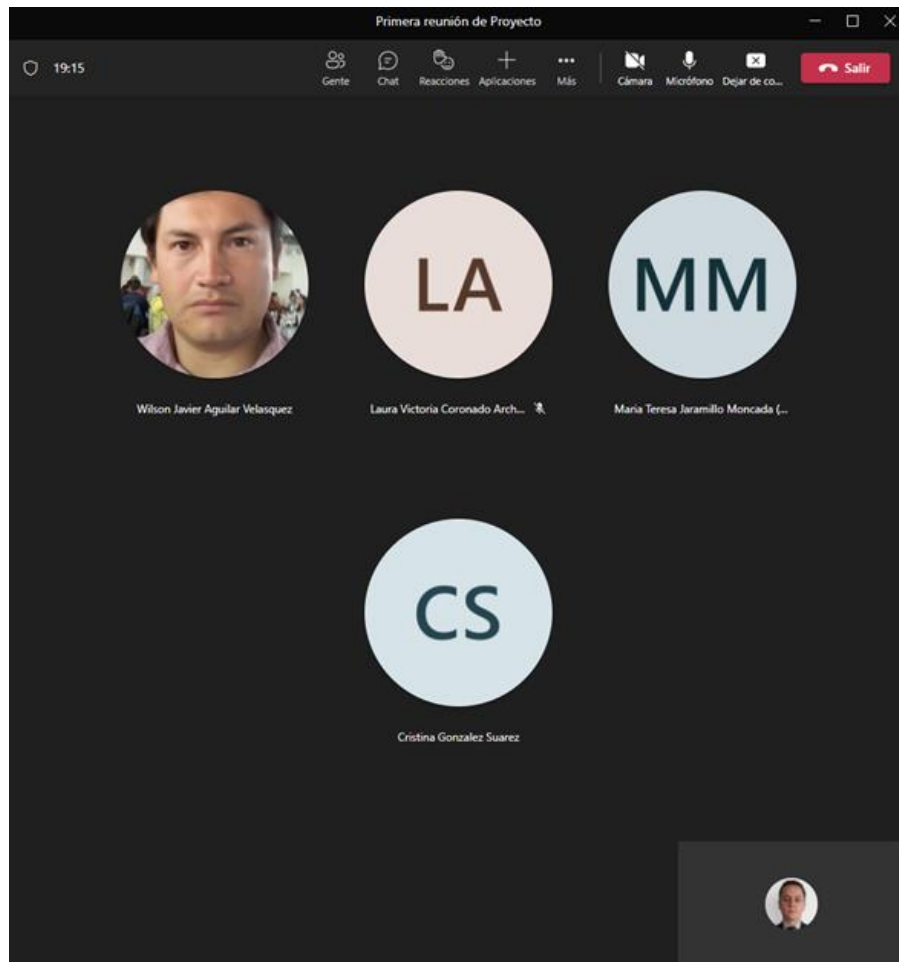 Primera reunión de Proyecto
19:15
Gente Chat Reacciones Aplicaciones Más Cámara Micrófono Dejar de co... Salir
LA MM
Wilson Javier Aguilar Velasquez Laura Victoria Coronado Arch... Maria Teresa Jaramillo Moncada (...
CS
Cristina Gonzalez Suarez